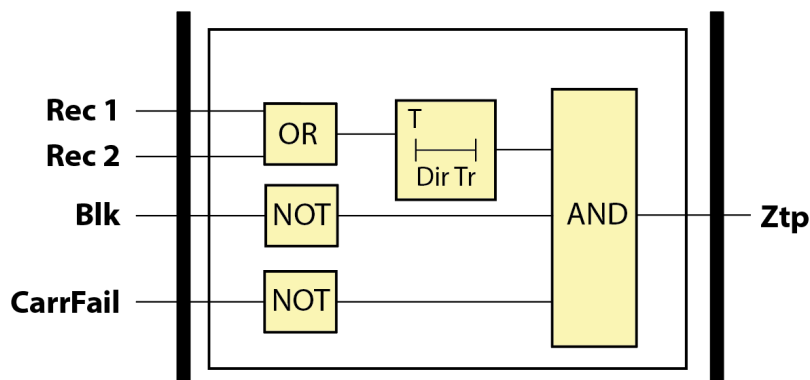 Rec 1
Rec 2
Blk
CarrFail
OR
NOT
NOT
T
Dir Tr
AND
Ztp